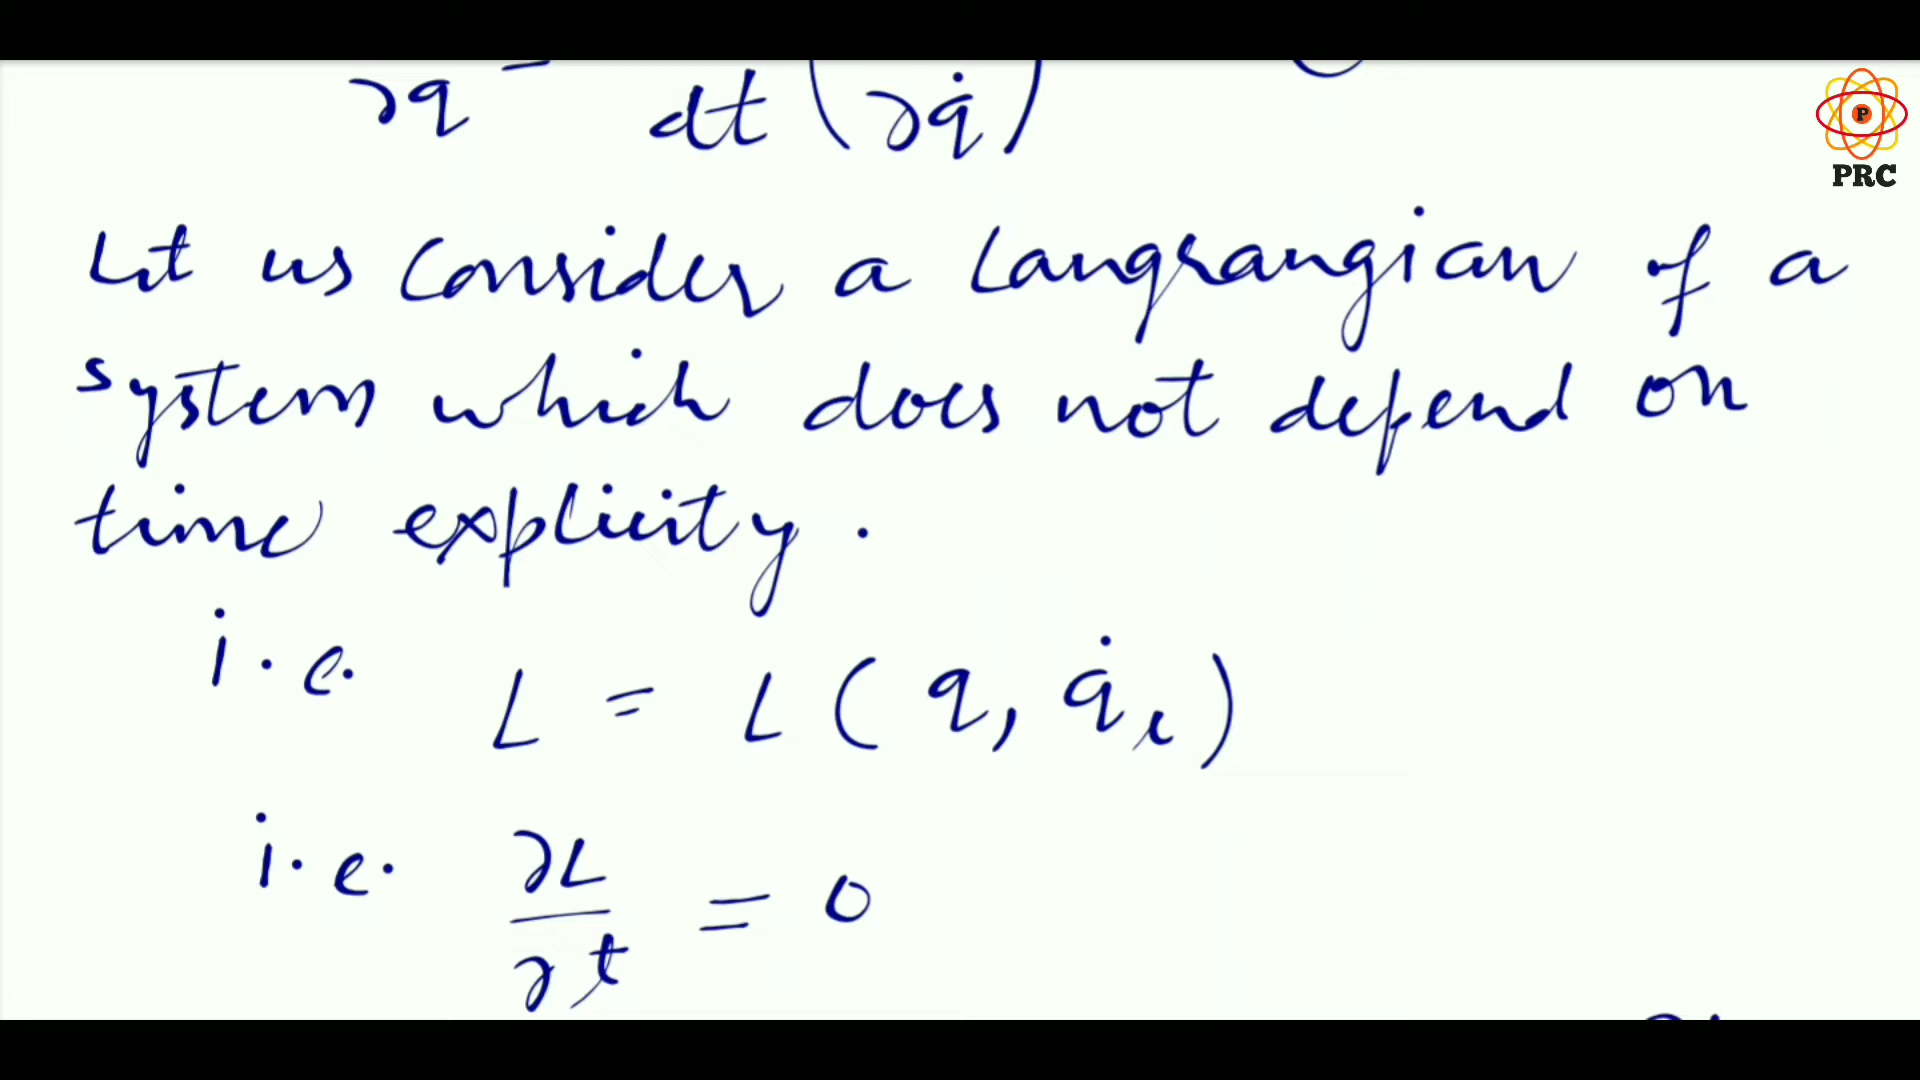 ∂q = dt (∂q̇)
P
PRC
Let us consider a Langrangian of a
system which does not depend on
time explicity.
i.e. L = L(q, q̇ᵢ)
i.e. ∂L/∂t = 0